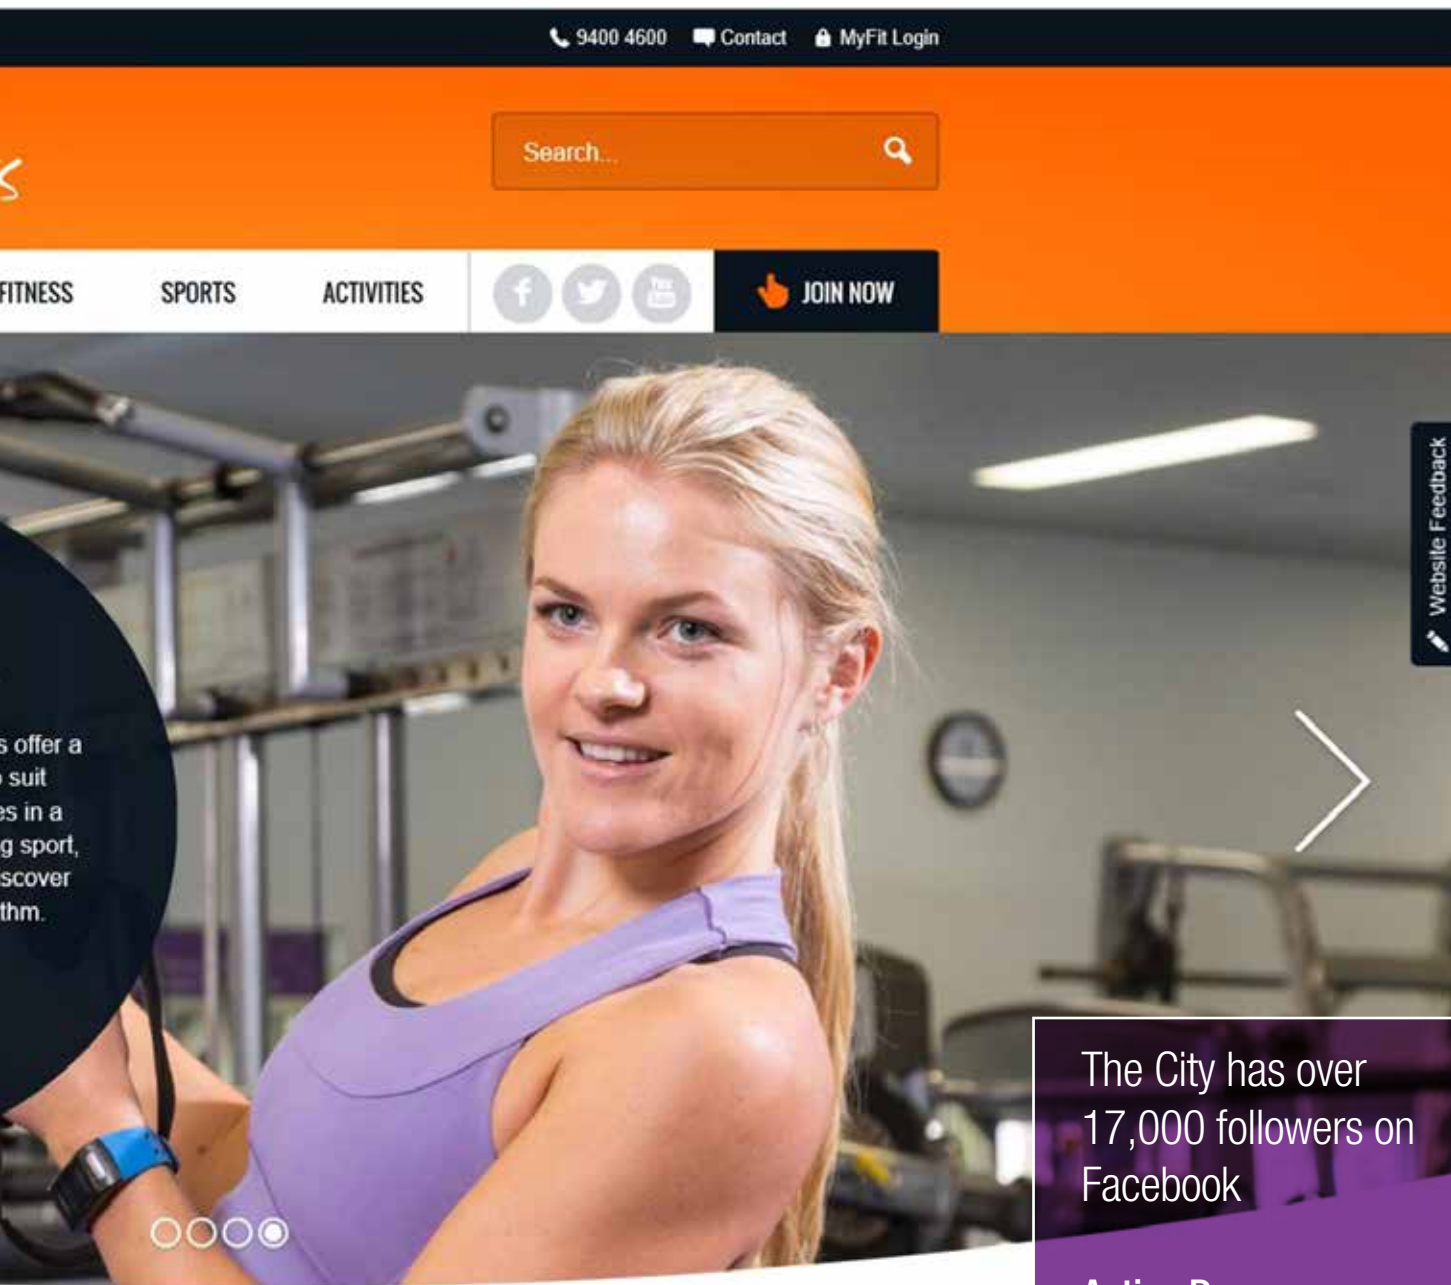 9400 4600 Contact MyFit Login
Search...
FITNESS SPORTS ACTIVITIES JOIN NOW
Website Feedback
s offer a
suit
es in a
g sport,
scover
thm.
The City has over
17,000 followers on
Facebook